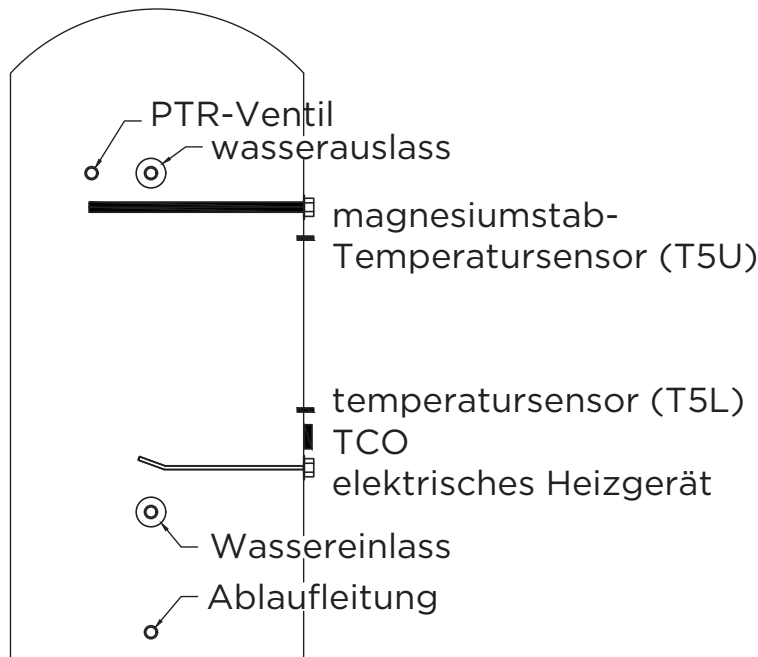 PTR-Ventil
wasserauslass
magnesiumstab-
Temperatursensor (T5U)
temperatursensor (T5L)
TCO
elektrisches Heizgerät
Wassereinlass
Ablaufleitung